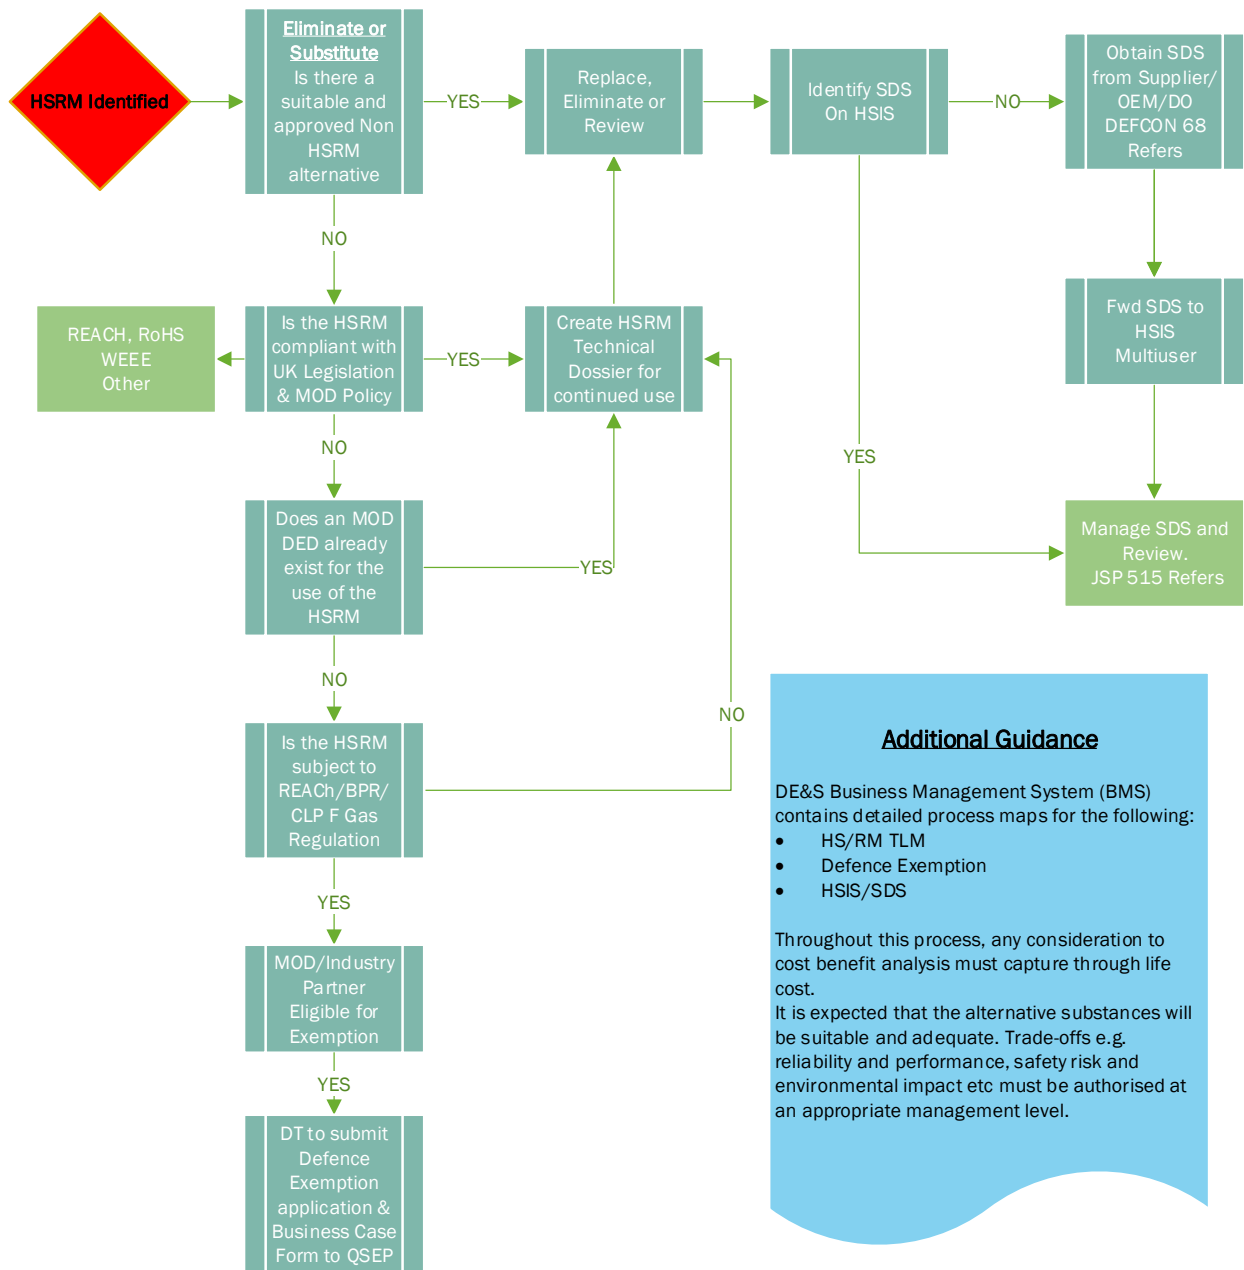 HSRM Identified
Eliminate or
Substitute
Is there a
suitable and
approved Non
HSRM
alternative
YES
Replace,
Eliminate or
Review
Identify SDS
On HSIS
NO
Obtain SDS
from Supplier/
OEM/DO
DEFCON 68
Refers
NO
REACH, RoHS
WEEE
Other
Is the HSRM
compliant with
UK Legislation
& MOD Policy
YES
Create HSRM
Technical
Dossier for
continued use
Fwd SDS to
HSIS
Multiuser
NO
YES
Does an MOD
DED already
exist for the
use of the
HSRM
YES
Manage SDS and
Review.
JSP 515 Refers
NO
NO
Is the HSRM
subject to
REACh/BPR/
CLP F Gas
Regulation
YES
MOD/Industry
Partner
Eligible for
Exemption
YES
DT to submit
Defence
Exemption
application &
Business Case
Form to QSEP
Additional Guidance
DE&S Business Management System (BMS)
contains detailed process maps for the following:
• HS/RM TLM
• Defence Exemption
• HSIS/SDS
Throughout this process, any consideration to
cost benefit analysis must capture through life
cost.
It is expected that the alternative substances will
be suitable and adequate. Trade-offs e.g.
reliability and performance, safety risk and
environmental impact etc must be authorised at
an appropriate management level.